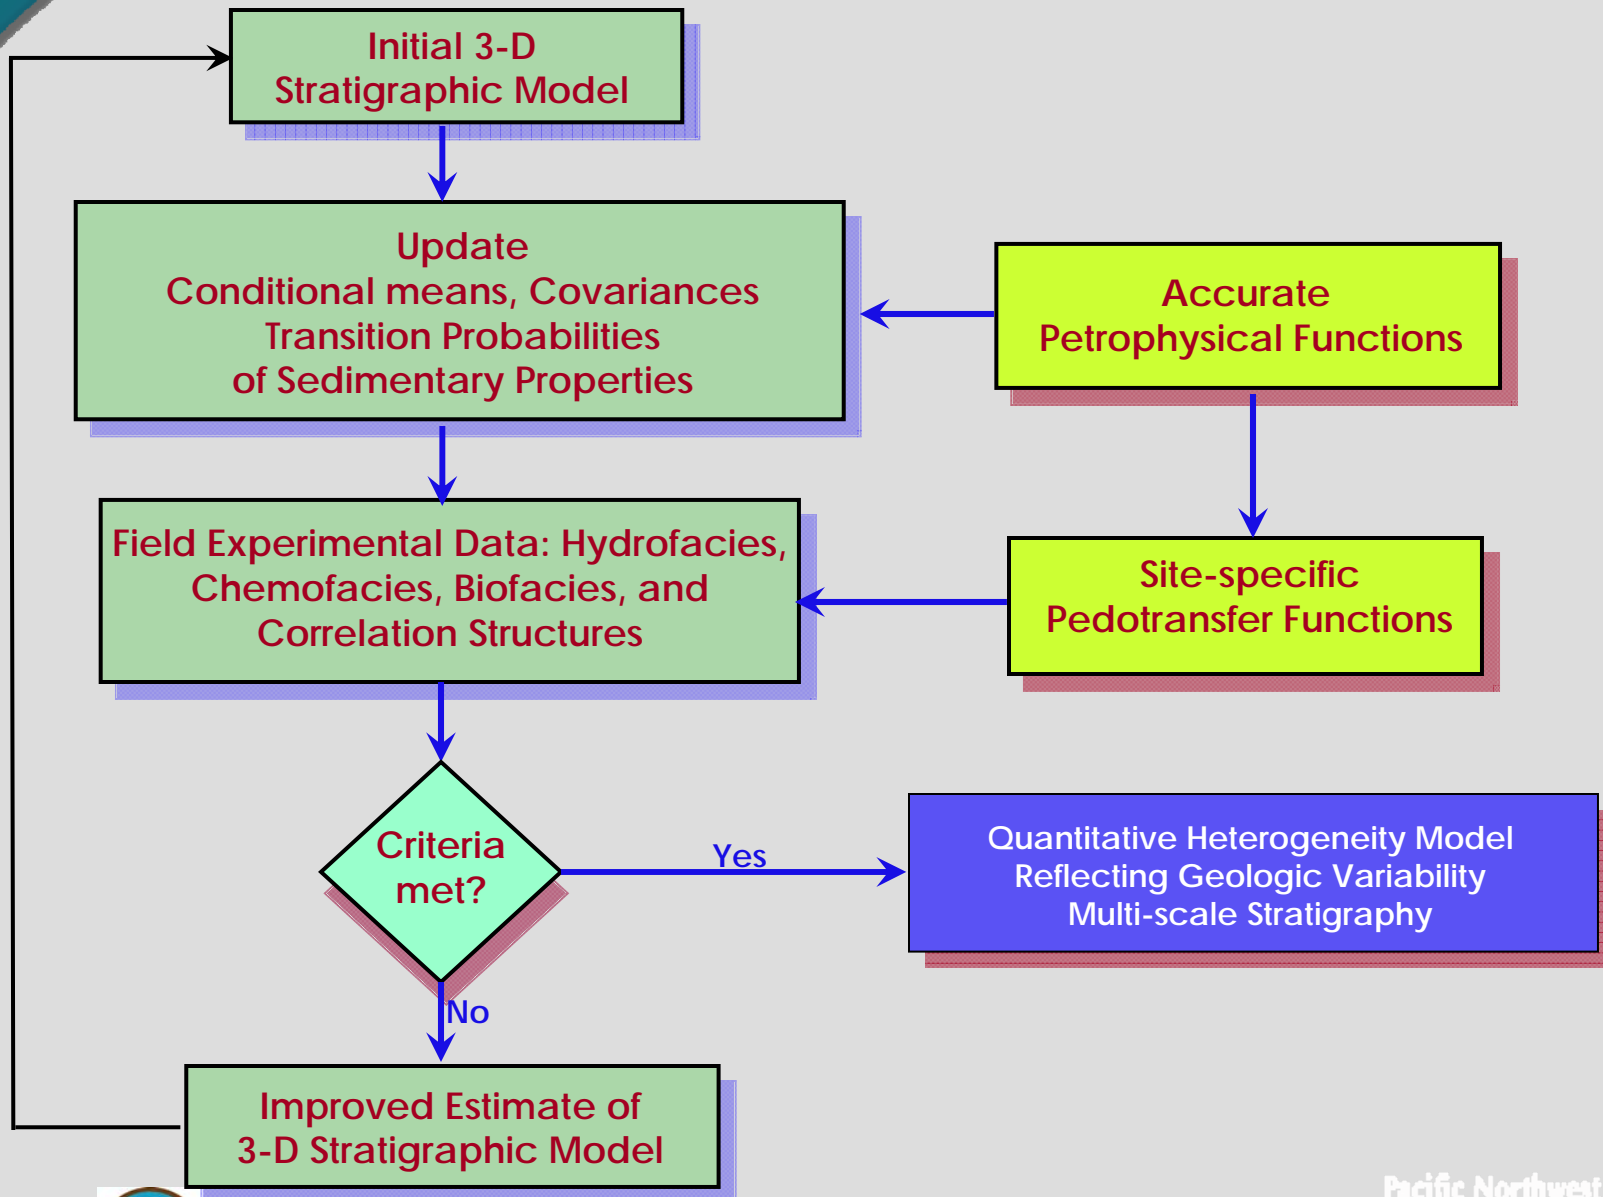 Initial 3-D
Stratigraphic Model
Update
Conditional means, Covariances
Transition Probabilities
of Sedimentary Properties
Accurate
Petrophysical Functions
Field Experimental Data: Hydrofacies,
Chemofacies, Biofacies, and
Correlation Structures
Site-specific
Pedotransfer Functions
Criteria
met?
Yes
Quantitative Heterogeneity Model
Reflecting Geologic Variability
Multi-scale Stratigraphy
No
Improved Estimate of
3-D Stratigraphic Model
Pacific Northwest